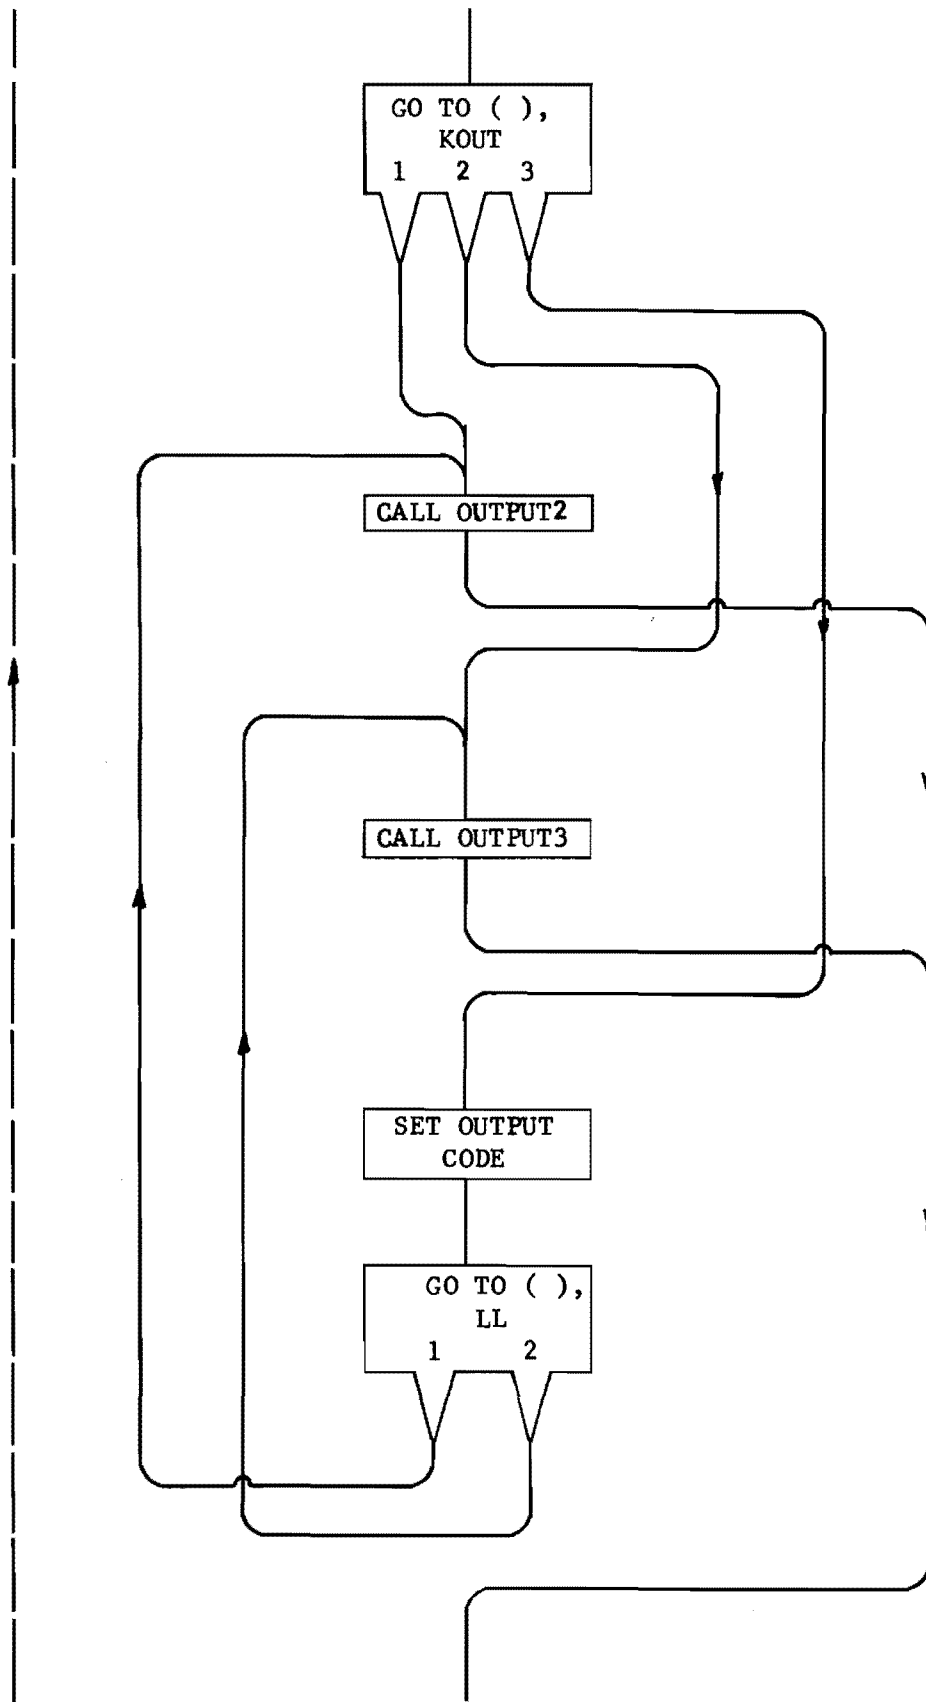 GO TO ( ),
KOUT
1 2 3
CALL OUTPUT2
CALL OUTPUT3
SET OUTPUT
CODE
GO TO ( ),
LL
1 2